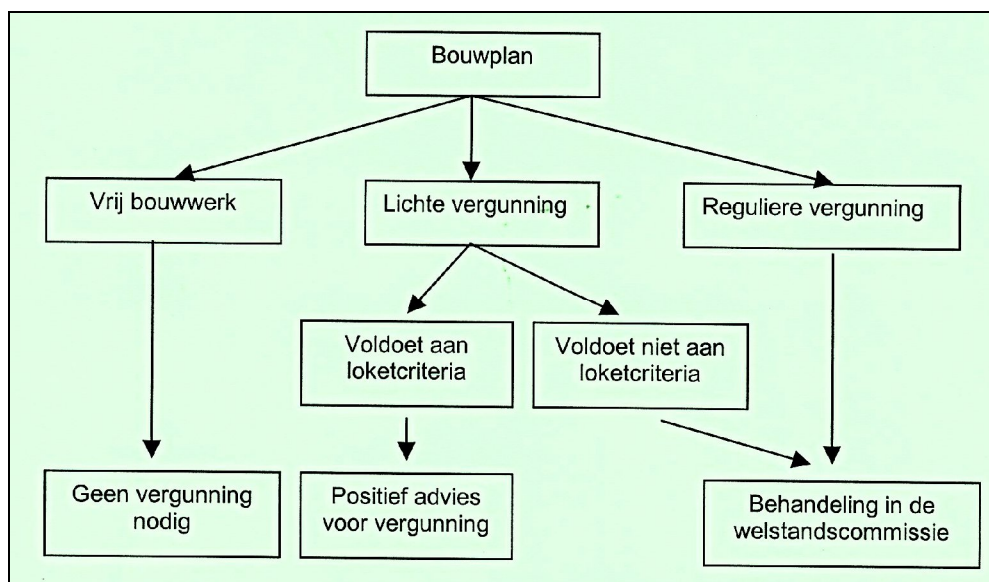 Bouwplan
Vrij bouwwerk
Lichte vergunning
Reguliere vergunning
Voldoet aan
loketcriteria
Voldoet niet aan
loketcriteria
Geen vergunning
nodig
Positief advies
voor vergunning
Behandeling in de
welstandscommissie